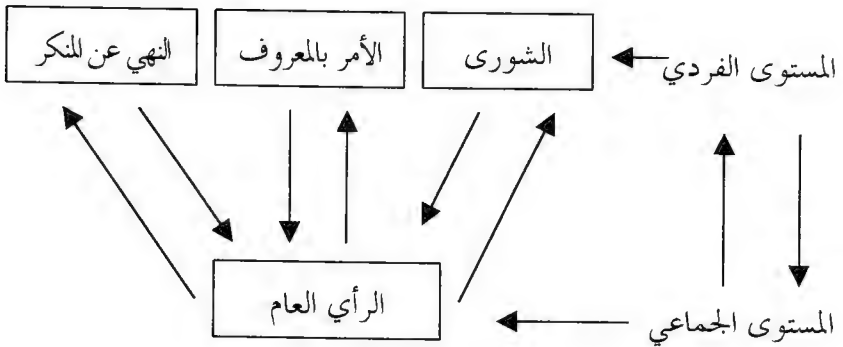 المستوى الفردي
الشورى
الأمر بالمعروف
النهي عن المنكر
المستوى الجماعي
الرأي العام